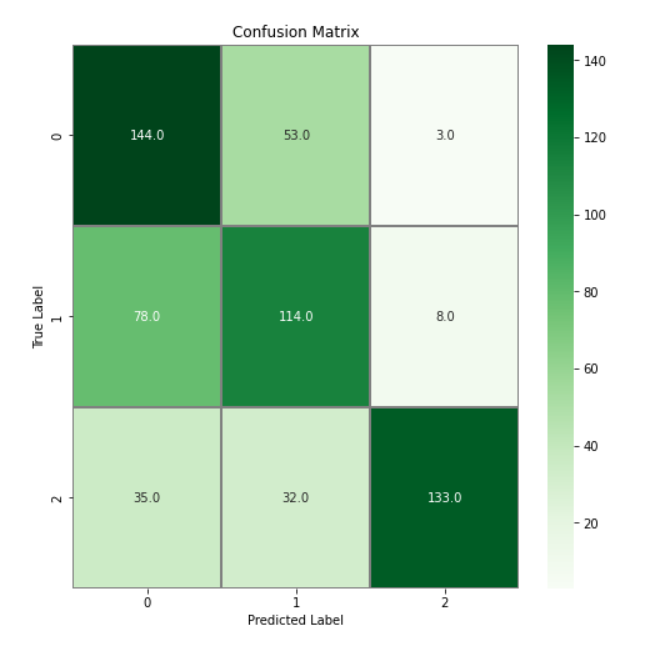 Confusion Matrix
140
0 144.0 53.0 3.0
120
100
True Label
1 78.0 114.0 8.0
80
60
40
2 35.0 32.0 133.0
20
0 1 2
Predicted Label